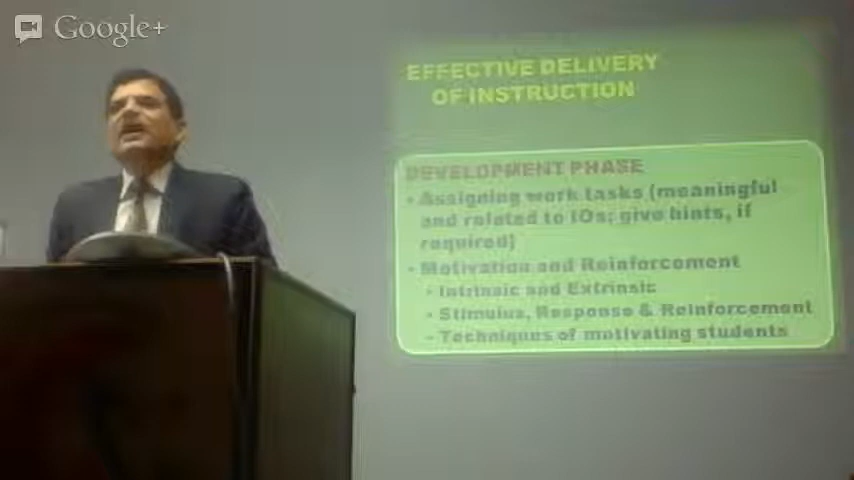 Google+
EFFECTIVE DELIVERY
OF INSTRUCTION
DEVELOPMENT PHASE
• Assigning work tasks (meaningful
and related to IOs; give hints, if
required)
• Motivation and Reinforcement
• Intrinsic and Extrinsic
• Stimulus, Response & Reinforcement
• Techniques of motivating students